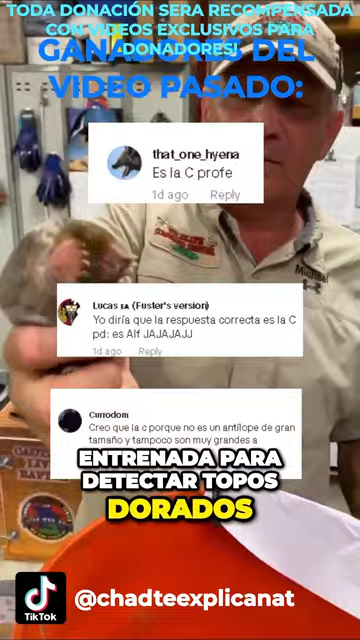 TODA DONACIÓN SERA RECOMPENSADA
CON VIDEOS EXCLUSIVOS PARA
DONADORES!
GANADORES DEL
VIDEO PASADO:
that_one_hyena
Es la C profe
1d ago Reply
Lucas EA (Fuster's version)
Yo diría que la respuesta correcta es la C
pd: es Alf JAJAJAJJ
1d ago Reply
Currodom
Creo que la c porque no es un antílope de gran
tamaño y tampoco son muy grandes a
ENTRENADA PARA
DETECTAR TOPOS
DORADOS
TikTok
@chadteexplicanat